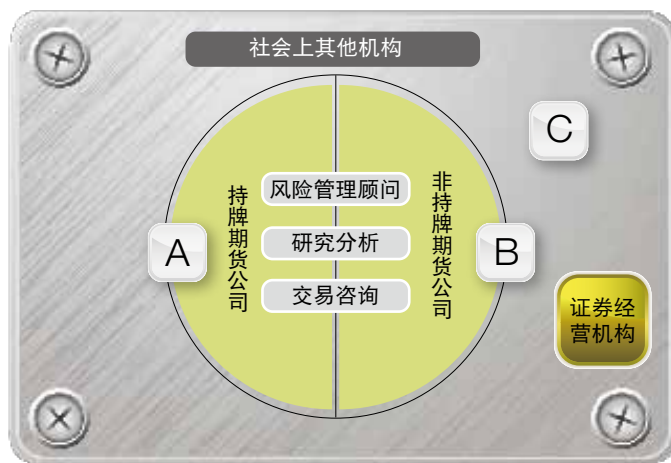 社会上其他机构
C
持牌期货公司
风险管理顾问
非持牌期货公司
A
研究分析
B
交易咨询
证券经
营机构